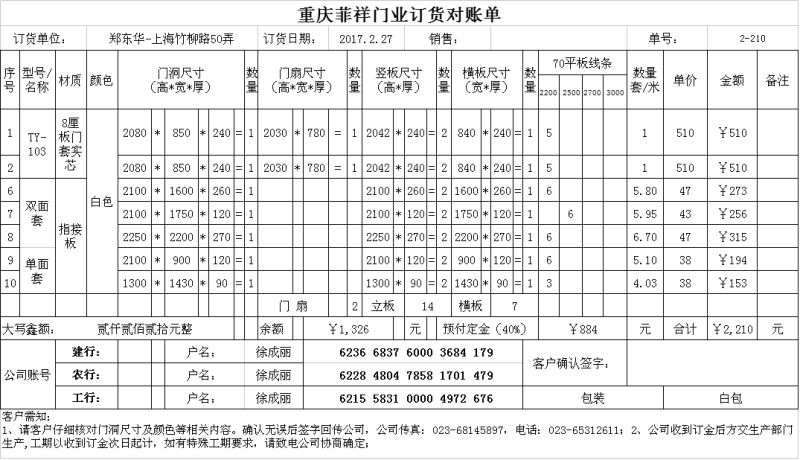 重庆菲祥门业订货对账单
订货单位： 郑东华-上海竹柳路50弄 订货日期： 2017.2.27 销售： 单号： 2-210
序号 型号/名称 材质 颜色 门洞尺寸（高*宽*厚） 数量 门扇尺寸（高*宽*厚） 数量 竖板尺寸（高*厚） 数量 横板尺寸（宽*厚） 数量 70平板线条 2200 2500 2700 3000 数量套/米 单价 金额 备注
1 TY-103 8厘板门套实芯 白色 2080 * 850 * 240 = 1 2030 * 780 = 1 2042 * 240 = 2 840 * 240 = 1 5 1 510 ￥510
2 2080 * 850 * 240 = 1 2030 * 780 = 1 2042 * 240 = 2 840 * 240 = 1 5 1 510 ￥510
6 双面套 指接板 2100 * 1600 * 260 = 1 2100 * 260 = 2 1600 * 260 = 1 6 5.80 47 ￥273
7 2100 * 1750 * 120 = 1 2100 * 120 = 2 1750 * 120 = 1 6 5.95 43 ￥256
8 2250 * 2200 * 270 = 1 2250 * 270 = 2 2200 * 270 = 1 6 6.70 47 ￥315
9 单面套 2100 * 900 * 120 = 1 2100 * 120 = 2 900 * 120 = 1 6 5.10 38 ￥194
10 1300 * 1430 * 90 = 1 1300 * 90 = 2 1430 * 90 = 1 3 4.03 38 ￥153
门 扇 2 立板 14 横板 7
大写鑫额： 贰仟贰佰贰拾元整 余额 ￥1,326 元 预付定金（40%） ￥884 元 合计 ￥2,210 元
公司账号 建行： 户名： 徐成丽 6236 6837 6000 3684 179 客户确认签字：
农行： 户名： 徐成丽 6228 4804 7858 1701 479
工行： 户名： 徐成丽 6215 5831 0000 4972 676 包装 白包
客户需知：
1、请客户仔细核对门洞尺寸及颜色等相关内容。确认无误后签字回传公司，公司传真：023-68145897，电话：023-65312611；2、公司收到订金后方交生产部门
生产,工期以收到订金次日起计，如有特殊工期要求，请致电公司协商确定；